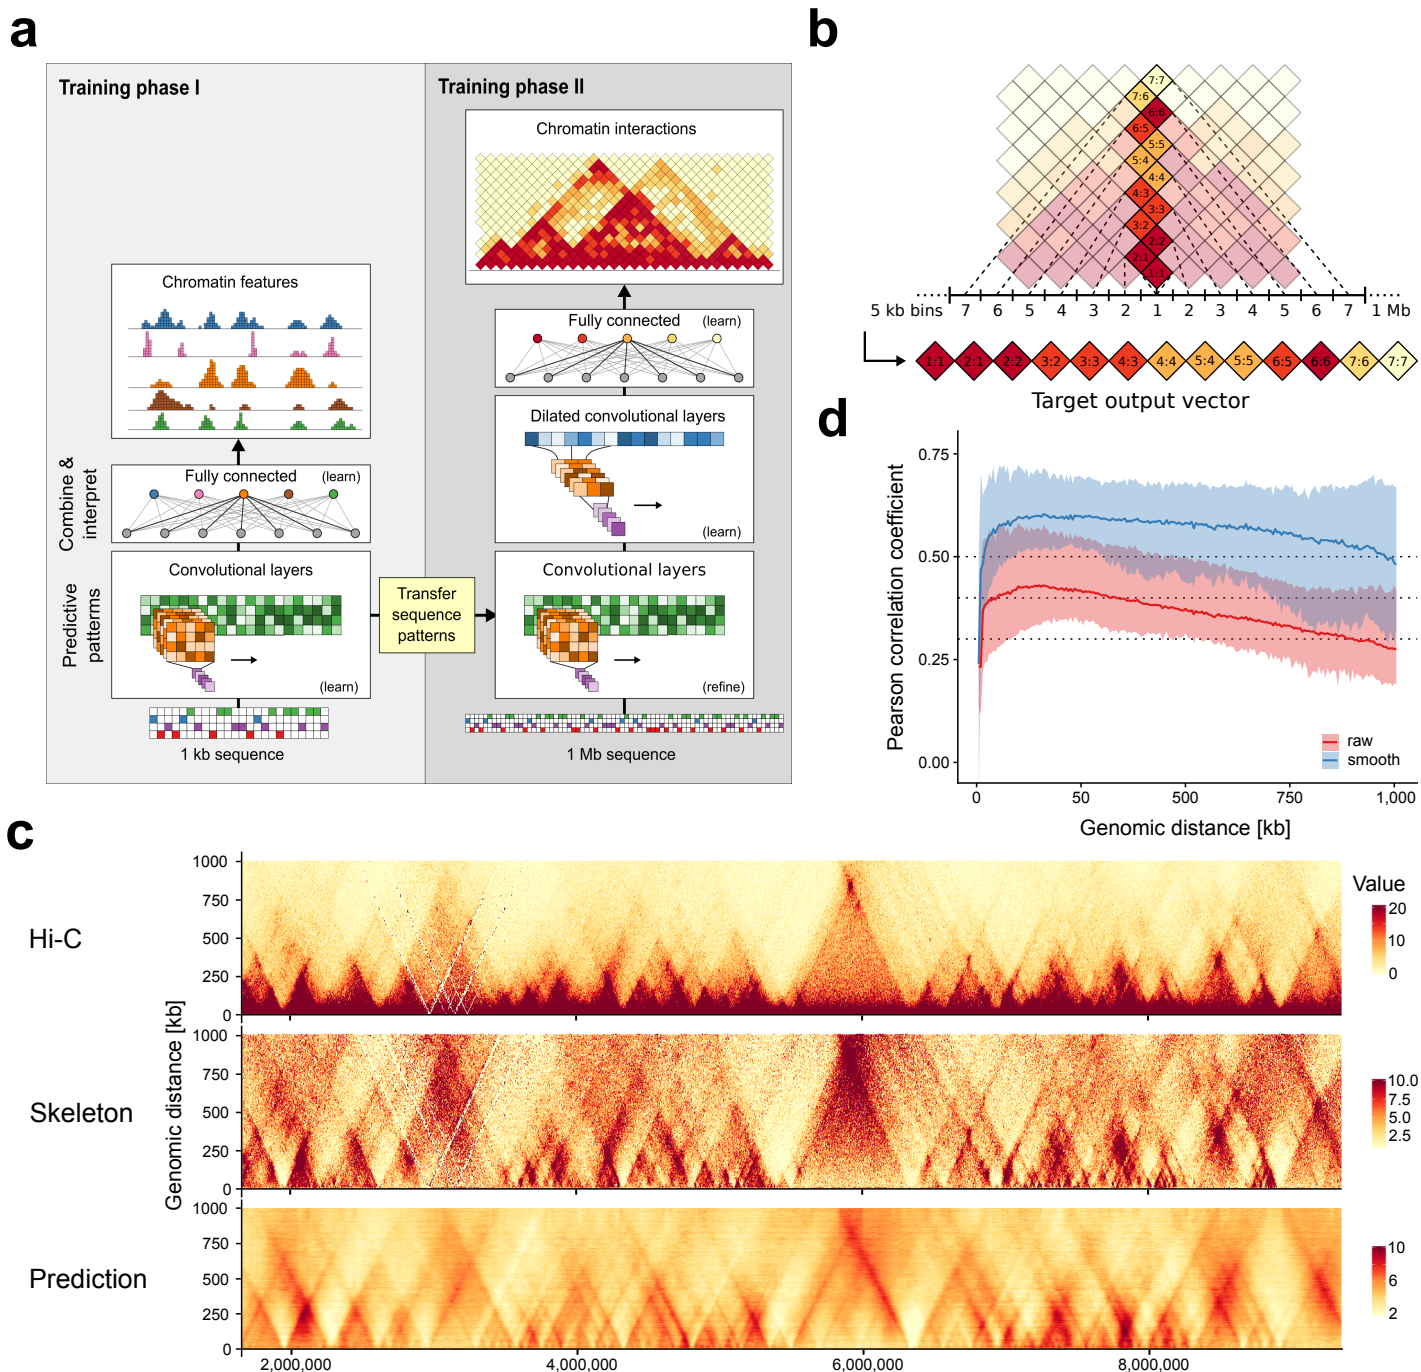 a
Training phase I
Chromatin features
Combine &
interpret
Fully connected
(learn)
Predictive
patterns
Convolutional layers
(learn)
1 kb sequence
Transfer
sequence
patterns
Training phase II
Chromatin interactions
Fully connected
(learn)
Dilated convolutional layers
(learn)
Convolutional layers
(refine)
1 Mb sequence
b
7:7
7:6
6:6
6:5
5:5
5:4
4:4
4:3
3:3
3:2
2:2
2:1
1:1
5 kb bins 7 6 5 4 3 2 1 2 3 4 5 6 7 1 Mb
1:1 2:1 2:2 3:2 3:3 4:3 4:4 5:4 5:5 6:5 6:6 7:6 7:7
Target output vector
d
Pearson correlation coefficient
0.75
0.50
0.25
0.00
raw
smooth
0 50 500 750 1,000
Genomic distance [kb]
c
Hi-C
1000
750
500
250
0
Value
20
10
0
Genomic distance [kb]
Skeleton
1000
750
500
250
0
10.0
7.5
5.0
2.5
Prediction
1000
750
500
250
0
10
6
2
2,000,000 4,000,000 6,000,000 8,000,000